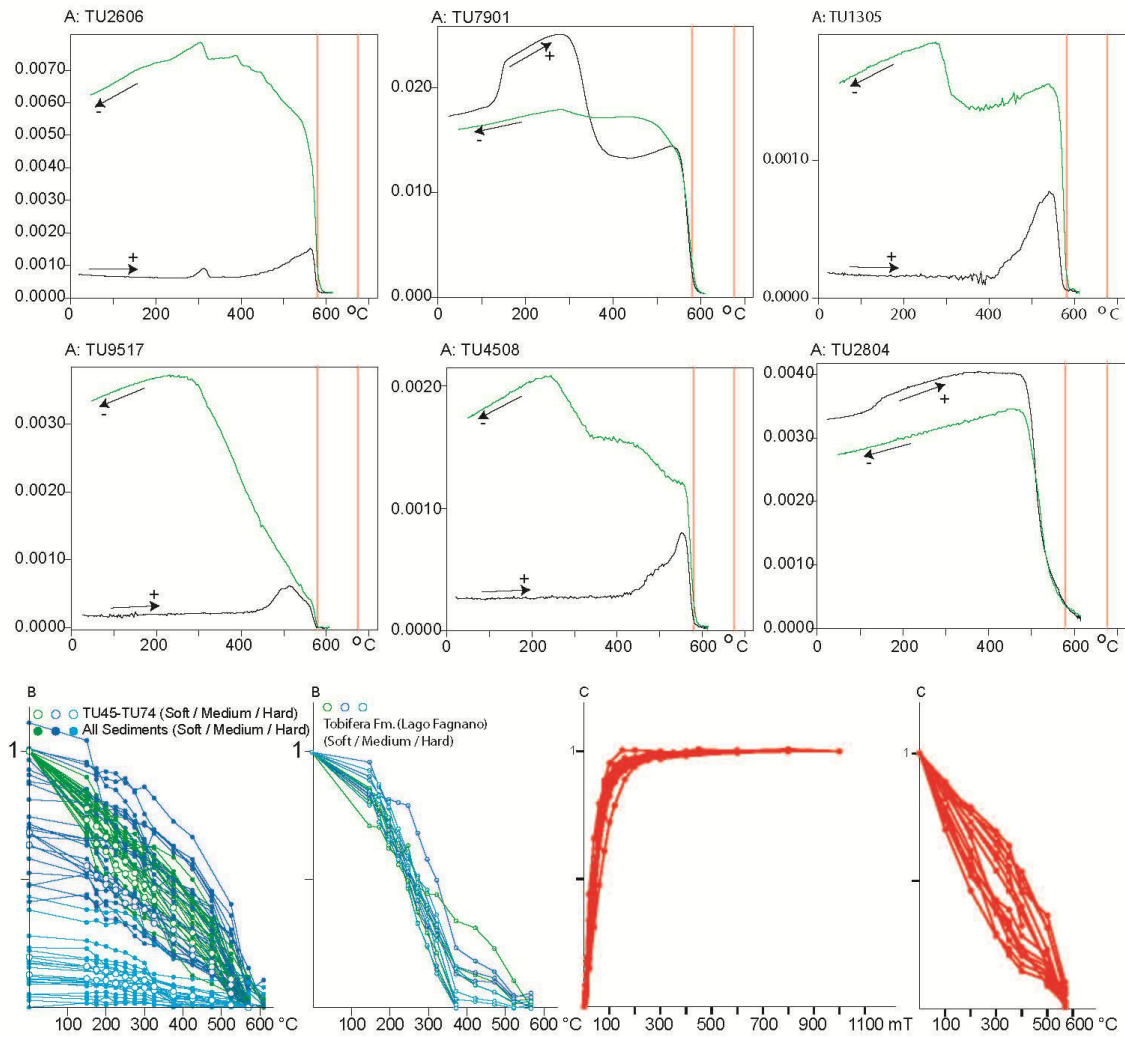 A: TU2606
0.0070
0.0060
0.0050
0.0040
0.0030
0.0020
0.0010
0.0000
+
-
200 400 600 °C
A: TU7901
0.020
0.010
0.000
+
-
200 400 600 °C
A: TU1305
0.0010
0.0000
+
-
200 400 600 °C
A: TU9517
0.0030
0.0020
0.0010
0.0000
+
-
200 400 600 °C
A: TU4508
0.0020
0.0010
0.0000
+
-
0 200 400 600 °C
A: TU2804
0.0040
0.0030
0.0020
0.0010
0.0000
+
-
0 200 400 600 °C
B
TU45-TU74 (Soft / Medium / Hard)
All Sediments (Soft / Medium / Hard)
1
100 200 300 400 500 600 °C
B
Tobifera Fm. (Lago Fagnano)
(Soft / Medium / Hard)
1
100 200 300 400 500 600 °C
C
1
100 300 500 700 900 1100 mT
C
1
100 300 500 600 °C